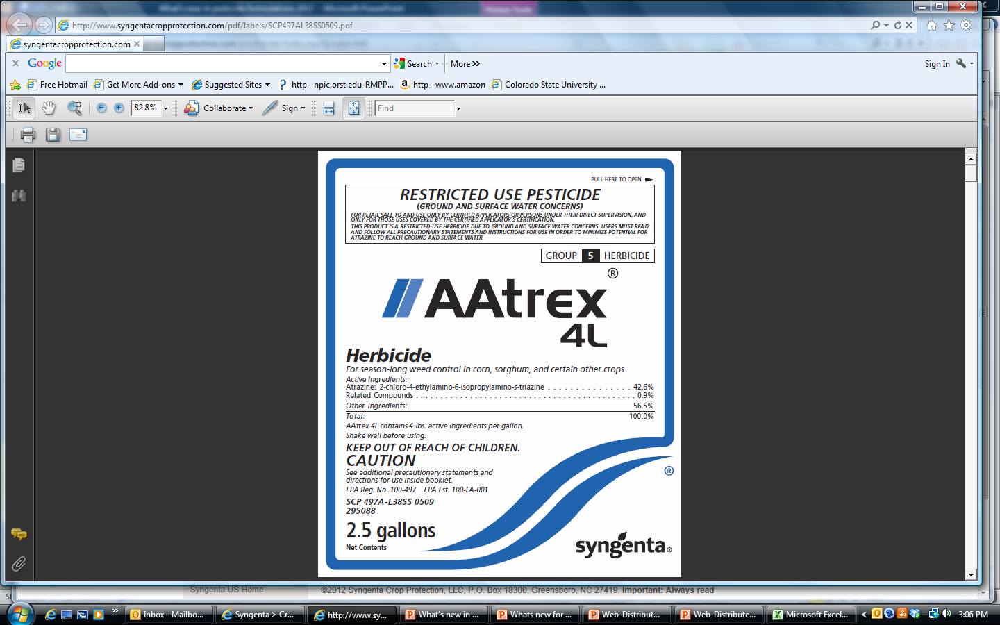 What's new in pesticide formulations 2012 - Microsoft PowerPoint
http://www.syngentacropprotection.com/pdf/labels/SCP497AL38SS0509.pdf
syngentacropprotection.com
x Google Search More >> Sign In
Free Hotmail Get More Add-ons Suggested Sites http--npic.orst.edu-RMPP... http--www.amazon Colorado State University ...
82.8% Collaborate Sign Find
PULL HERE TO OPEN
RESTRICTED USE PESTICIDE
(GROUND AND SURFACE WATER CONCERNS)
FOR RETAIL SALE TO AND USE ONLY BY CERTIFIED APPLICATORS OR PERSONS UNDER THEIR DIRECT SUPERVISION, AND
ONLY FOR THOSE USES COVERED BY THE CERTIFIED APPLICATOR'S CERTIFICATION.
THIS PRODUCT IS A RESTRICTED-USE HERBICIDE DUE TO GROUND AND SURFACE WATER CONCERNS. USERS MUST READ
AND FOLLOW ALL PRECAUTIONARY STATEMENTS AND INSTRUCTIONS FOR USE IN ORDER TO MINIMIZE POTENTIAL FOR
ATRAZINE TO REACH GROUND AND SURFACE WATER.
GROUP 5 HERBICIDE
AAtrex ®
4L
Herbicide
For season-long weed control in corn, sorghum, and certain other crops
Active Ingredients:
Atrazine: 2-chloro-4-ethylamino-6-isopropylamino-s-triazine . . . . . . . . . . . . . . . 42.6%
Related Compounds . . . . . . . . . . . . . . . . . . . . . . . . . . . . . . . . . . . . . . . . . . . . . 0.9%
Other Ingredients: 56.5%
Total: 100.0%
AAtrex 4L contains 4 lbs. active ingredients per gallon.
Shake well before using.
KEEP OUT OF REACH OF CHILDREN.
CAUTION
See additional precautionary statements and
directions for use inside booklet.
EPA Reg. No. 100-497 EPA Est. 100-LA-001
SCP 497A-L38SS 0509
295088
2.5 gallons
Net Contents
®
syngenta®
Syngenta US Home ©2012 Syngenta Crop Protection, LLC, P.O. Box 18300, Greensboro, NC 27419. Important: Always read
Inbox - Mailbo... Syngenta > Cr... http://www.sy... What's new in ... Whats new for ... Web-Distribut... Web-Distribute... Microsoft Excel... 3:06 PM